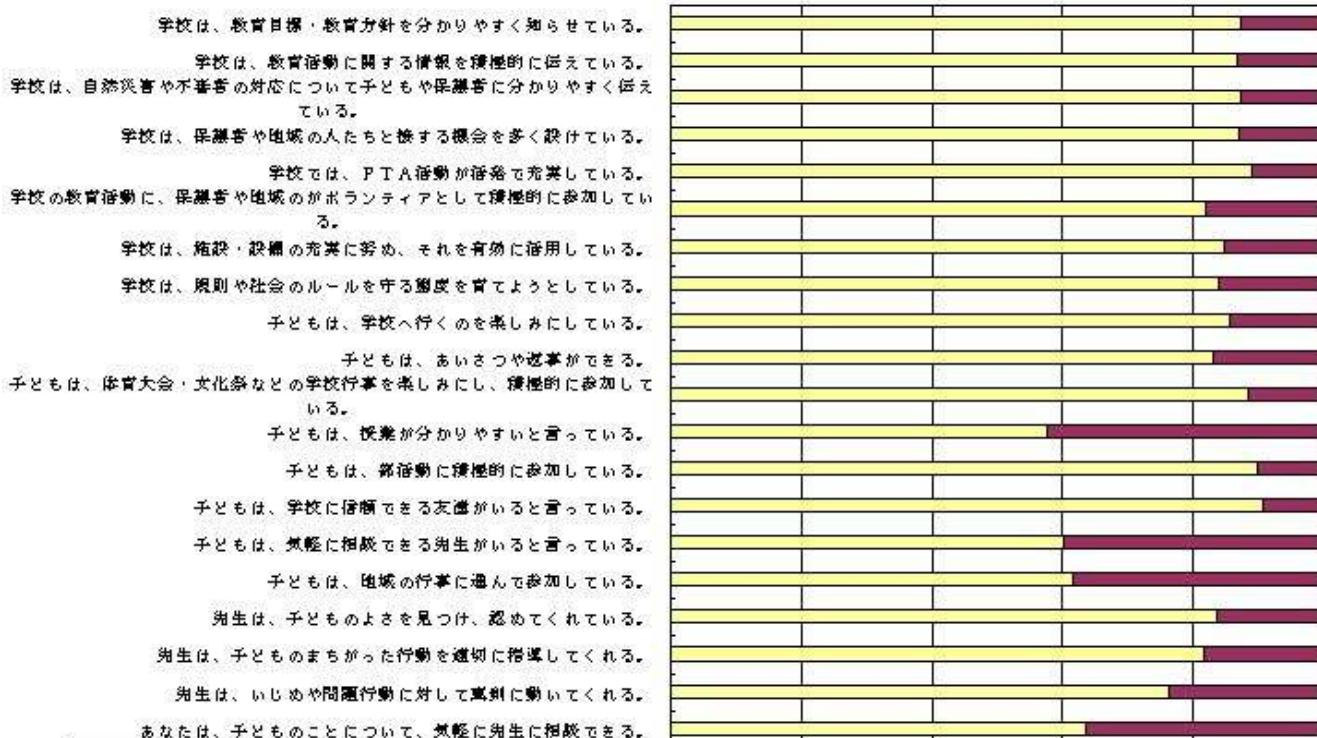 学校は、教育目標・教育方針を分かりやすく知らせている。
学校は、教育活動に関する情報を積極的に伝えている。
学校は、自然災害や不審者の対応について子どもや保護者に分かりやすく伝え
ている。
学校は、保護者や地域の人たちと接する機会を多く設けている。
学校では、PTA活動が活発で充実している。
学校の教育活動に、保護者や地域のがボランティアとして積極的に参加してい
る。
学校は、施設・設備の充実に努め、それを有効に活用している。
学校は、規則や社会のルールを守る態度を育てようとしている。
子どもは、学校へ行くのを楽しみにしている。
子どもは、あいさつや返事ができる。
子どもは、体育大会・文化祭などの学校行事を楽しみにし、積極的に参加して
いる。
子どもは、授業が分かりやすいと言っている。
子どもは、部活動に積極的に参加している。
子どもは、学校に信頼できる友達がいると言っている。
子どもは、気軽に相談できる先生がいると言っている。
子どもは、地域の行事に進んで参加している。
先生は、子どものよさを見つけ、認めてくれている。
先生は、子どものまちがった行動を適切に指導してくれる。
先生は、いじめや問題行動に対して真剣に動いてくれる。
あなたは、子どものことについて、気軽に先生に相談できる。